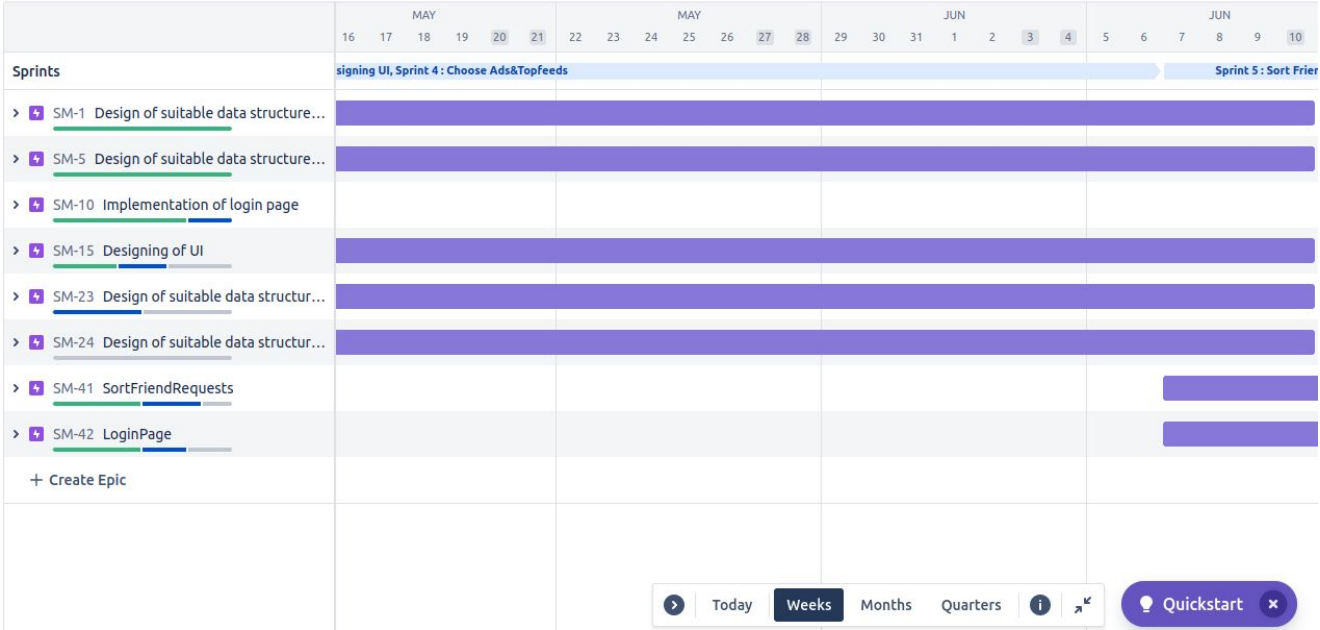 MAY MAY JUN JUN
16 17 18 19 20 21 22 23 24 25 26 27 28 29 30 31 1 2 3 4 5 6 7 8 9 10
Sprints signing UI, Sprint 4 : Choose Ads&Topfeeds Sprint 5 : Sort Frier
SM-1 Design of suitable data structure...
SM-5 Design of suitable data structure...
SM-10 Implementation of login page
SM-15 Designing of UI
SM-23 Design of suitable data structur...
SM-24 Design of suitable data structur...
SM-41 SortFriendRequests
SM-42 LoginPage
+ Create Epic
Today Weeks Months Quarters i Quickstart ×